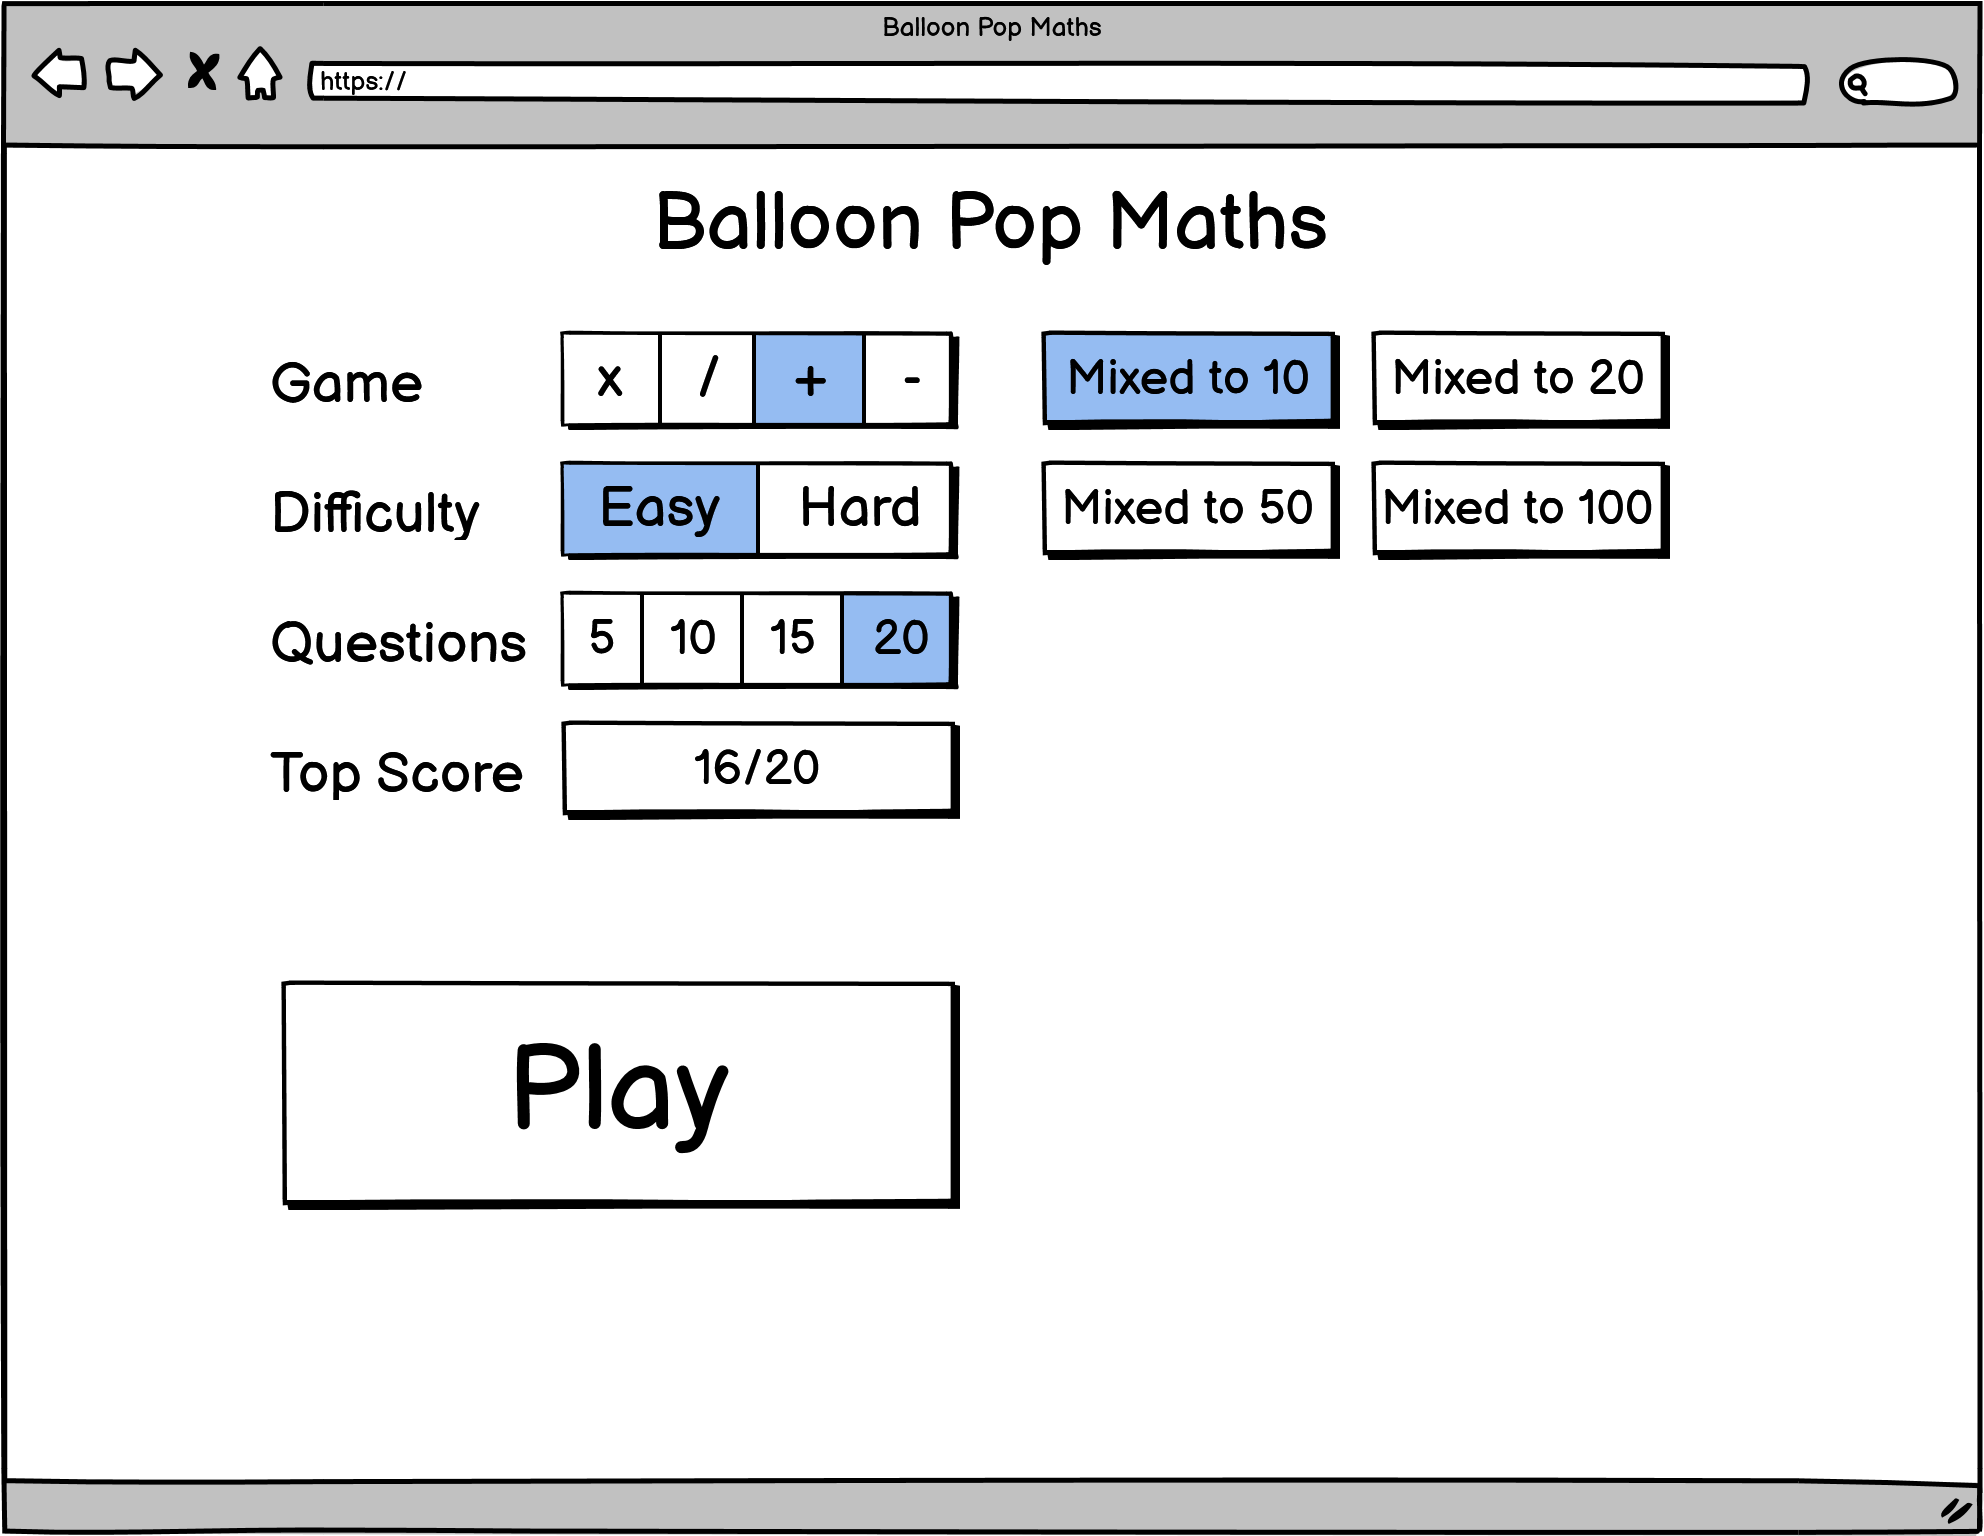 Balloon Pop Maths
https://
Balloon Pop Maths
Game x / + - Mixed to 10 Mixed to 20
Difficulty Easy Hard Mixed to 50 Mixed to 100
Questions 5 10 15 20
Top Score 16/20
Play